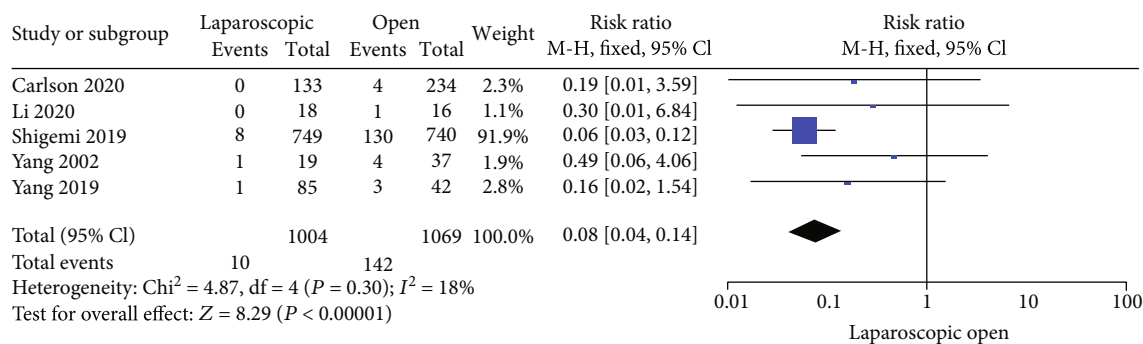 Study or subgroup Laparoscopic Open Weight Risk ratio Risk ratio
Events Total Events Total M-H, fixed, 95% Cl M-H, fixed, 95% Cl
Carlson 2020 0 133 4 234 2.3% 0.19 [0.01, 3.59]
Li 2020 0 18 1 16 1.1% 0.30 [0.01, 6.84]
Shigemi 2019 8 749 130 740 91.9% 0.06 [0.03, 0.12]
Yang 2002 1 19 4 37 1.9% 0.49 [0.06, 4.06]
Yang 2019 1 85 3 42 2.8% 0.16 [0.02, 1.54]
Total (95% Cl) 1004 1069 100.0% 0.08 [0.04, 0.14]
Total events 10 142
Heterogeneity: Chi² = 4.87, df = 4 (P = 0.30); I² = 18%
Test for overall effect: Z = 8.29 (P < 0.00001)
0.01 0.1 1 10 100
Laparoscopic open